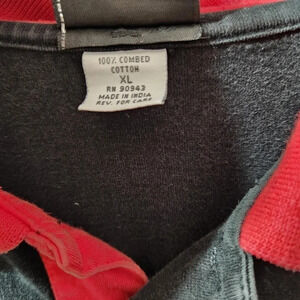 100% COMBED
COTTON
XL
RN 90943
MADE IN INDIA
REV. FOR CARE